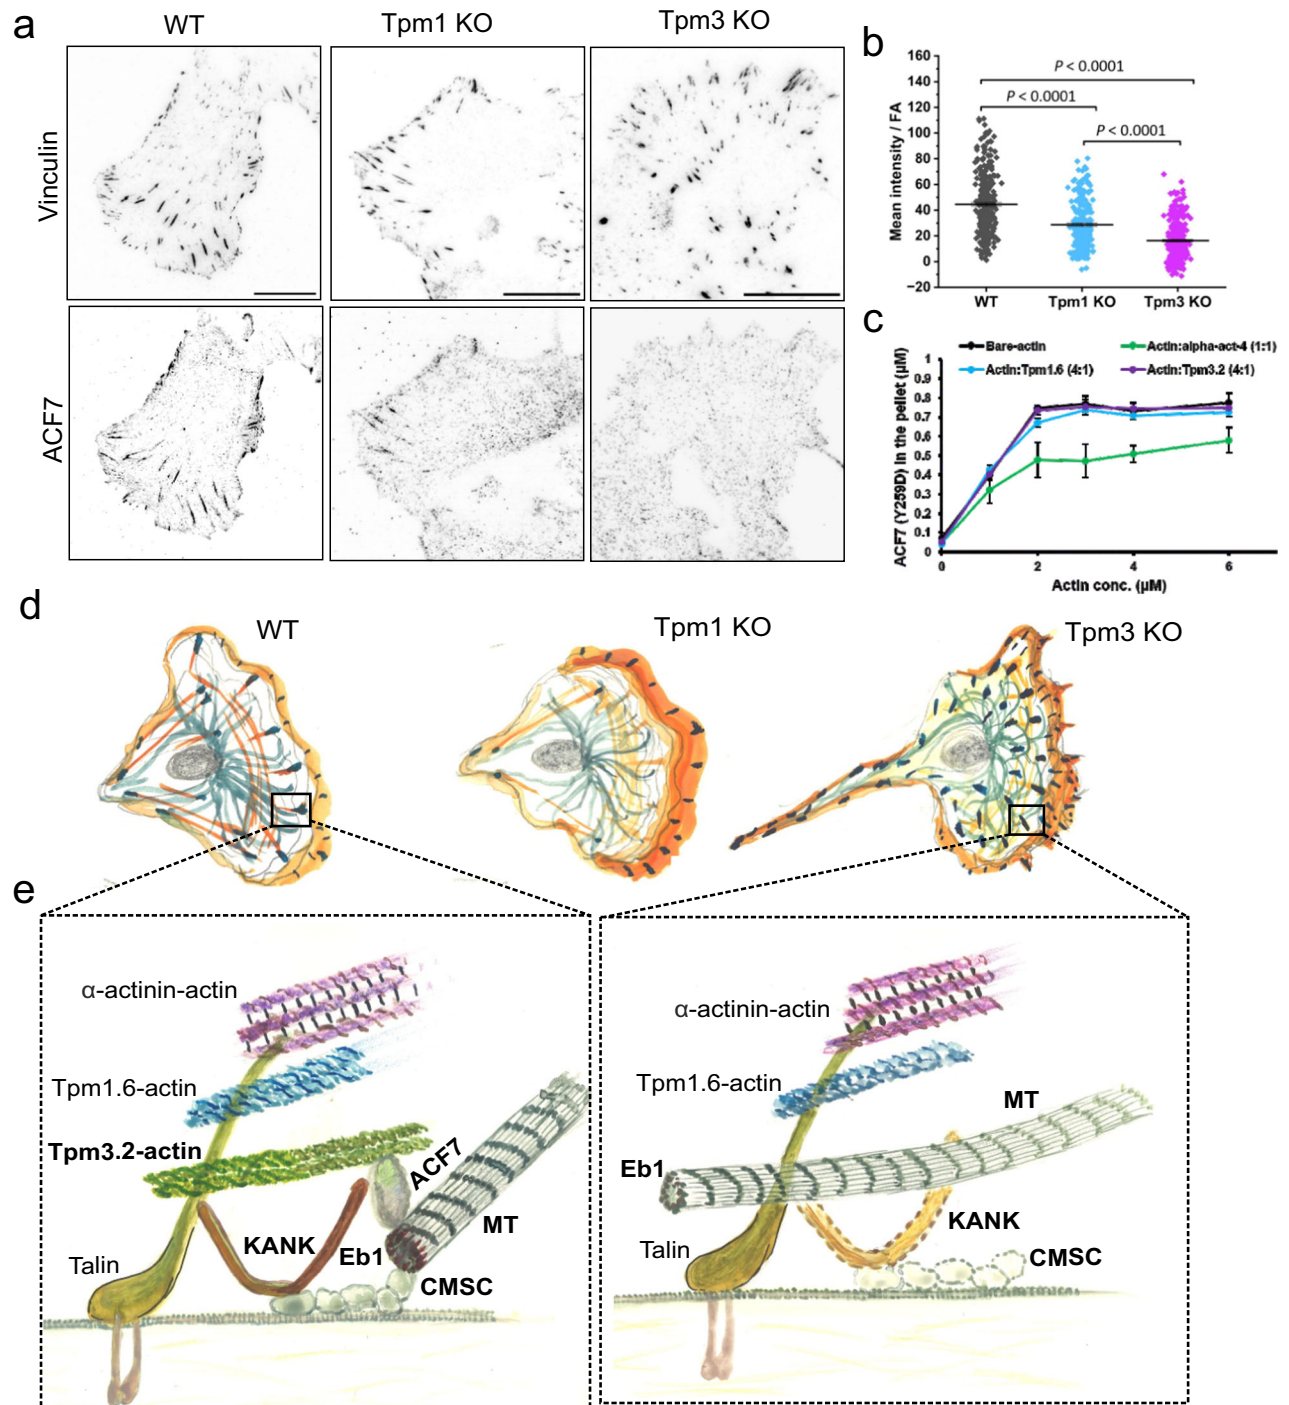 a
WT
Tpm1 KO
Tpm3 KO
Vinculin
ACF7
b
Mean intensity / FA
160
140
120
100
80
60
40
20
0
−20
P < 0.0001
P < 0.0001
P < 0.0001
WT
Tpm1 KO
Tpm3 KO
c
Bare-actin
Actin:alpha-act-4 (1:1)
Actin:Tpm1.6 (4:1)
Actin:Tpm3.2 (4:1)
ACF7 (Y259D) in the pellet (µM)
1
0.9
0.8
0.7
0.6
0.5
0.4
0.3
0.2
0.1
0
0
2
4
6
Actin conc. (µM)
d
WT
Tpm1 KO
Tpm3 KO
e
α-actinin-actin
Tpm1.6-actin
Tpm3.2-actin
ACF7
MT
KANK
Eb1
Talin
CMSC
α-actinin-actin
Tpm1.6-actin
MT
Eb1
KANK
Talin
CMSC